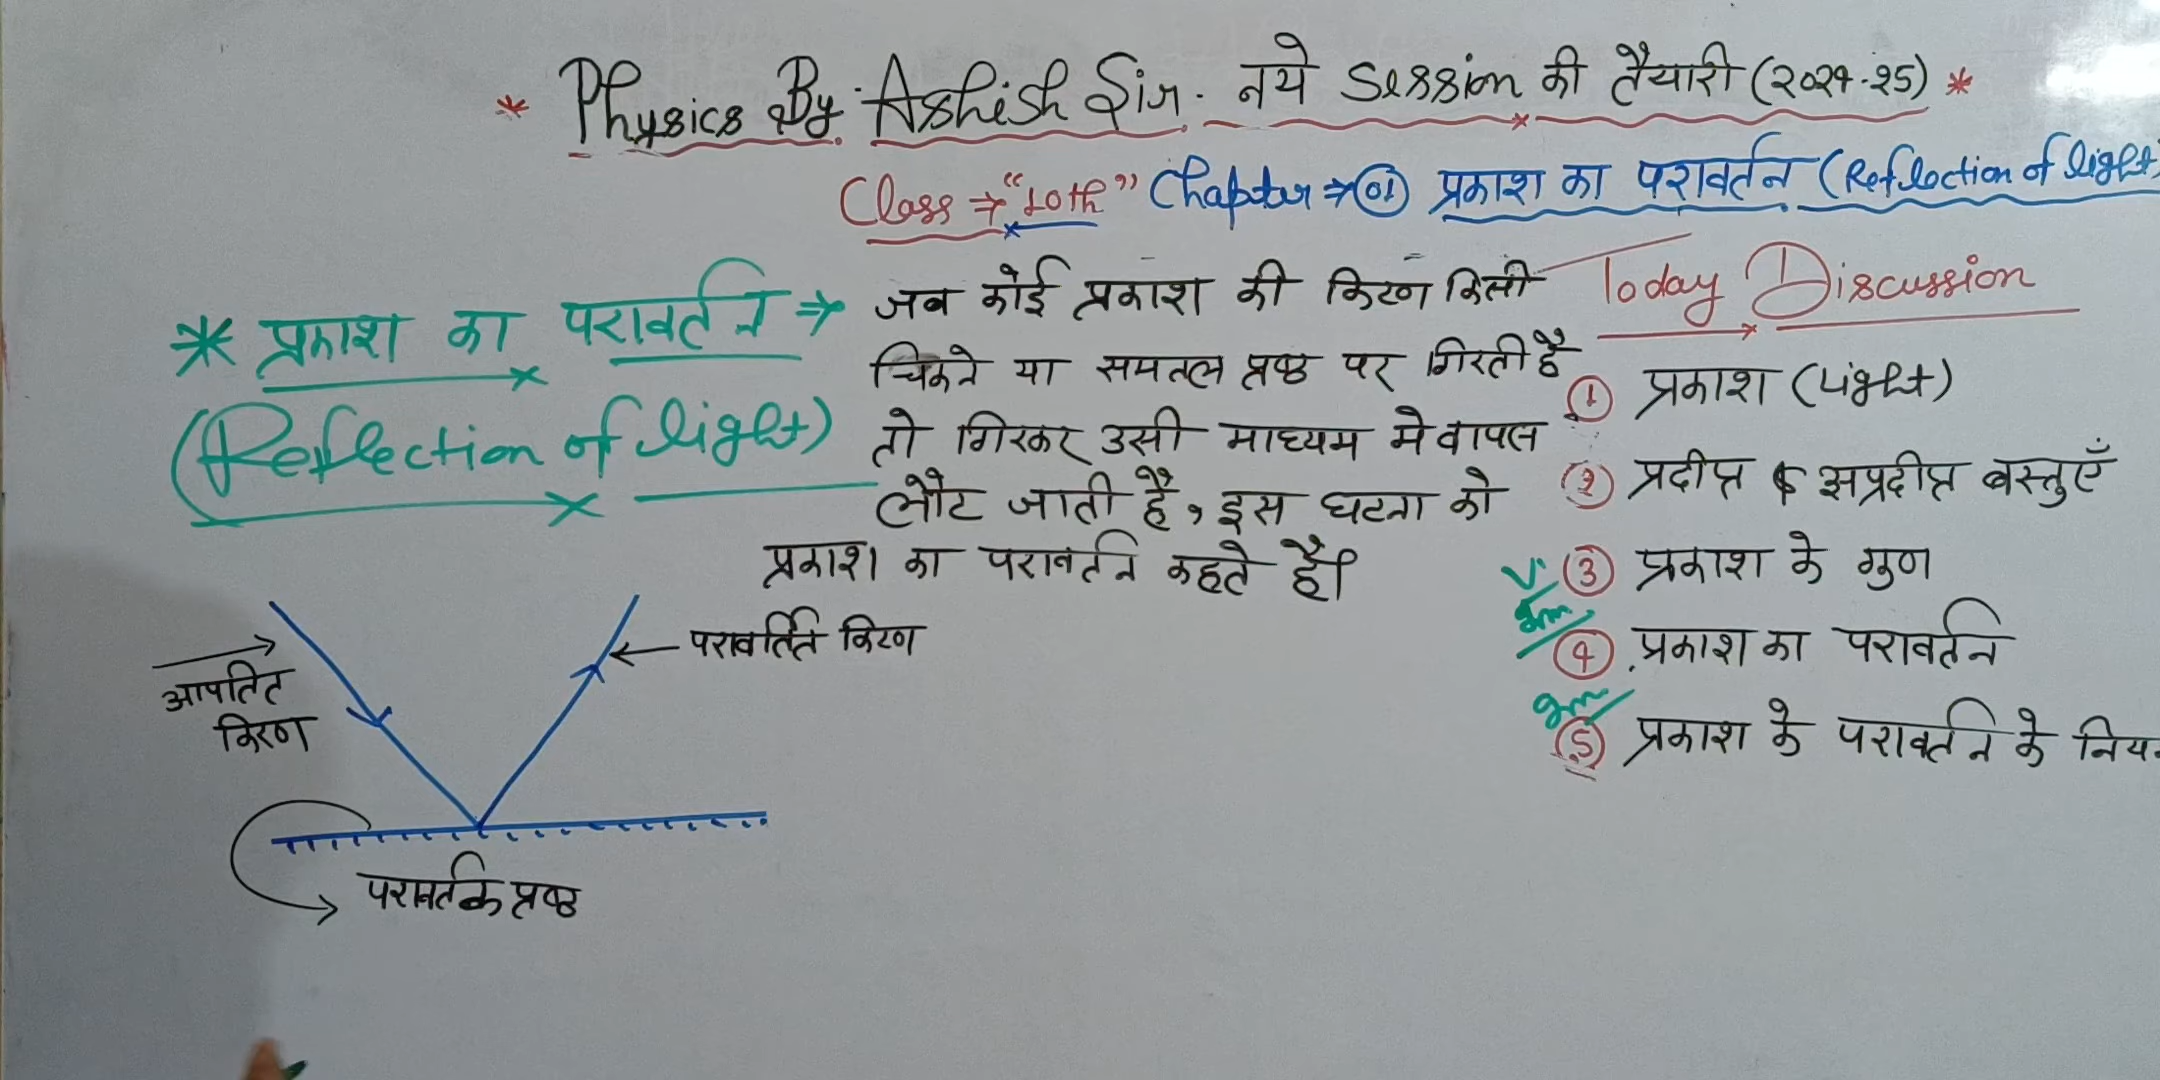 * Physics By Ashish Sir. नये Session की तैयारी (2024-25) *
Class → "10th" Chapter → 01 प्रकाश का परावर्तन (Reflection of light)
* प्रकाश का परावर्तन ⇒
(Reflection of light)
जब कोई प्रकाश की किरण किसी
चिकने या समतल प्रष्ठ पर गिरती है
तो गिरकर उसी माध्यम मे वापस
लौट जाती है, इस घटना को
प्रकाश का परावर्तन कहते है।
Today Discussion
1 प्रकाश (Light)
2 प्रदीप्त & अप्रदीप्त वस्तुएँ
3 प्रकाश के गुण
4 प्रकाश का परावर्तन
5 प्रकाश के परावर्तन के निय
आपतित
किरण
परावर्तित किरण
परावर्तक प्रष्ठ